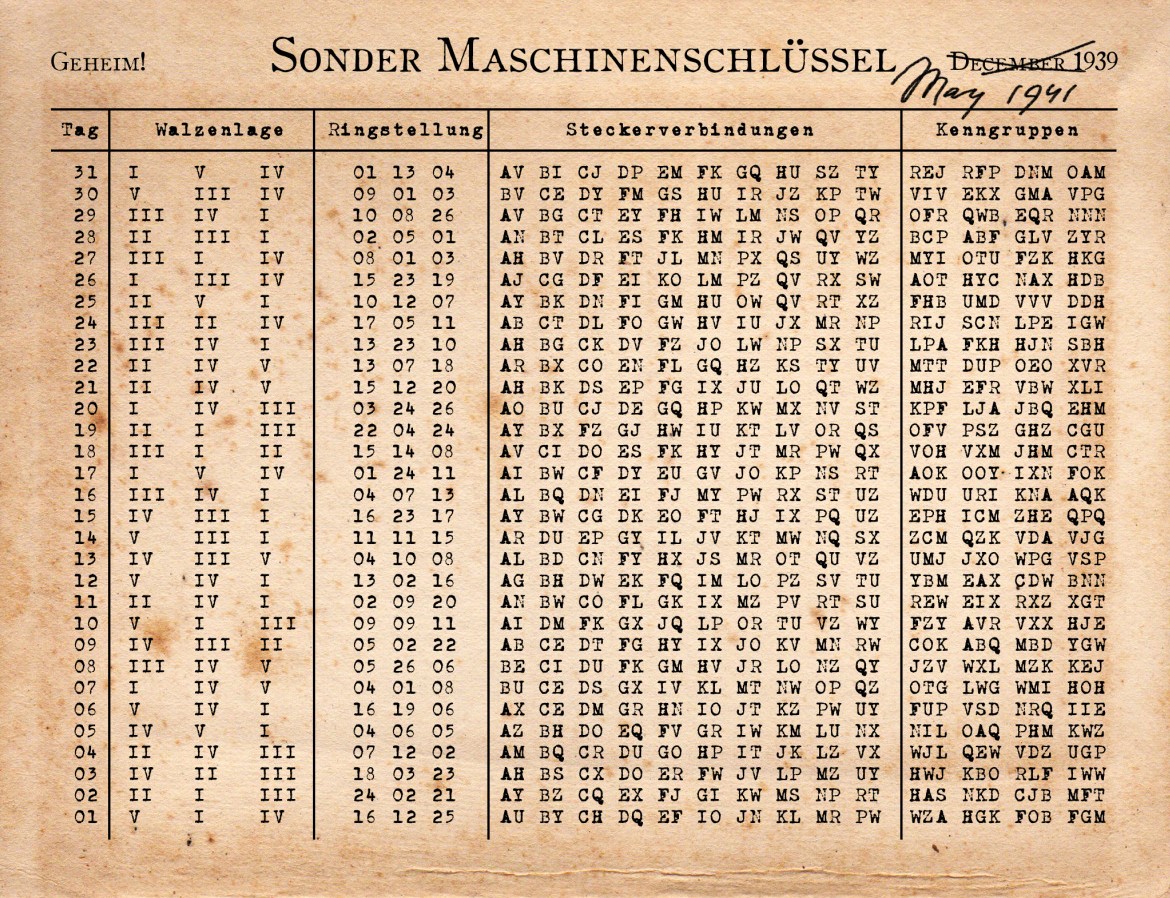 GEHEIM! SONDER MASCHINENSCHLÜSSEL DECEMBER 1939
May 1941
Tag Walzenlage Ringstellung Steckerverbindungen Kenngruppen
31 I V IV 01 13 04 AV BI CJ DP EM FK GQ HU SZ TY REJ RFP DNM OAM
30 V III IV 09 01 03 BV CE DY FM GS HU IR JZ KP TW VIV EKX GMA VPG
29 III IV I 10 08 26 AV BG CT EY FH IW LM NS OP QR OFR QWB EQR NNN
28 II III I 02 05 01 AN BT CL ES FK HM IR JW QV YZ BCP ABF GLV ZYR
27 III I IV 08 01 03 AH BV DR FT JL MN PX QS UY WZ MYI OTU FZK HKG
26 I III IV 15 23 19 AJ CG DF EI KO LM PZ QV RX SW AOT HYC NAX HDB
25 II V I 10 12 07 AY BK DN FI GM HU OW QV RT XZ FHB UMD VVV DDH
24 III II IV 17 05 11 AB CT DL FO GW HV IU JX MR NP RIJ SCN LPE IGW
23 III IV I 13 23 10 AH BG CK DV FZ JO LW NP SX TU LPA FKH HJN SBH
22 II IV V 13 07 18 AR BX CO EN FL GQ HZ KS TY UV MTT DUP OEO XVR
21 II IV V 15 12 20 AH BK DS EP FG IX JU LO QT WZ MHJ EFR VBW XLI
20 I IV III 03 24 26 AO BU CJ DE GQ HP KW MX NV ST KPF LJA JBQ EHM
19 II I III 22 04 24 AY BX FZ GJ HW IU KT LV OR QS OFV PSZ GHZ CGU
18 III I II 15 14 08 AV CI DO ES FK HY JT MR PW QX VOH VXM JHM CTR
17 I V IV 01 24 11 AI BW CF DY EU GV JO KP NS RT AOK OOY IXN FOK
16 III IV I 04 07 13 AL BQ DN EI FJ MY PW RX ST UZ WDU URI KNA AQK
15 IV III I 16 23 17 AY BW CG DK EO FT HJ IX PQ UZ EPH ICM ZHE QPQ
14 V III I 11 11 15 AR DU EP GY IL JV KT MW NQ SX ZCM QZK VDA VJG
13 IV III V 04 10 08 AL BD CN FY HX JS MR OT QU VZ UMJ JXO WPG VSP
12 V IV I 13 02 16 AG BH DW EK FQ IM LO PZ SV TU YBM EAX CDW BNN
11 II IV I 02 09 20 AN BW CO FL GK IX MZ PV RT SU REW EIX RXZ XGT
10 V I III 09 09 11 AI DM FK GX JQ LP OR TU VZ WY FZY AVR VXX HJE
09 IV III II 05 02 22 AB CE DT FG HY IX JO KV MN RW COK ABQ MBD YGW
08 III IV V 05 26 06 BE CI DU FK GM HV JR LO NZ QY JZV WXL MZK KEJ
07 I IV V 04 01 08 BU CE DS GX IV KL MT NW OP QZ OTG LWG WMI HOH
06 V IV I 16 19 06 AX CE DM GR HN IO JT KZ PW UY FUP VSD NRQ IIE
05 IV V I 04 06 05 AZ BH DO EQ FV GR IW KM LU NX NIL OAQ PHM KWZ
04 II IV III 07 12 02 AM BQ CR DU GO HP IT JK LZ VX WJL QEW VDZ UGP
03 IV II III 18 03 23 AH BS CX DO ER FW JV LP MZ UY HWJ KBO RLF IWW
02 II I III 24 02 21 AY BZ CQ EX FJ GI KW MS NP RT HAS NKD CJB MFT
01 V I IV 16 12 25 AU BY CH DQ EF IO JN KL MR PW WZA HGK FOB FGM